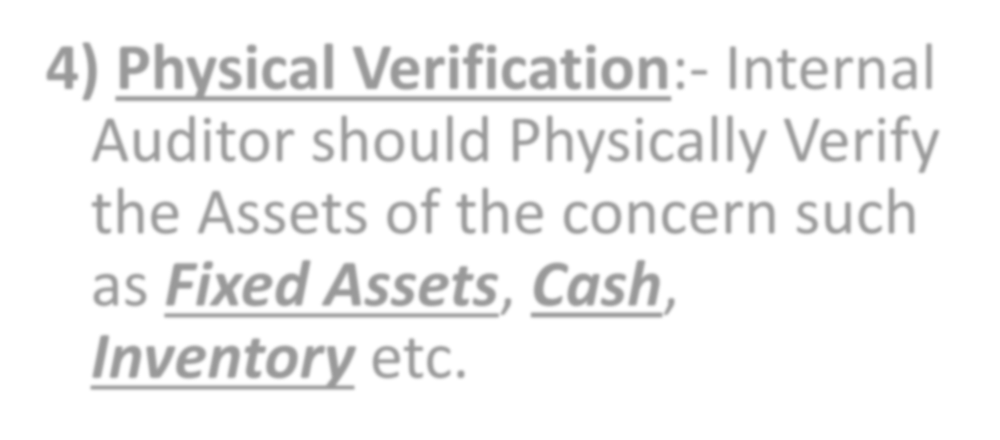 4) Physical Verification:- Internal
Auditor should Physically Verify
the Assets of the concern such
as Fixed Assets, Cash,
Inventory etc.